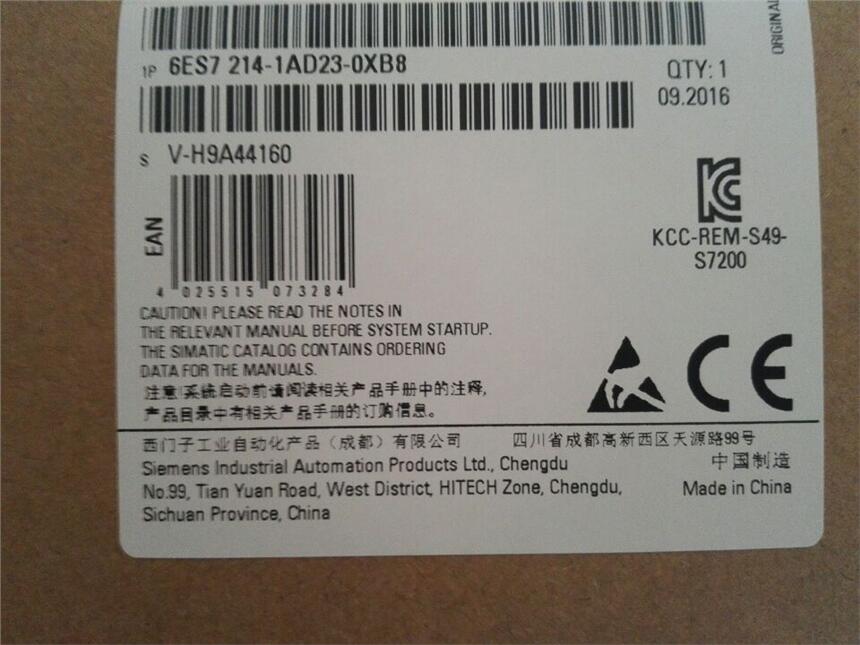 ORIGINAL
1P 6ES7 214-1AD23-0XB8
QTY: 1
09.2016
S V-H9A44160
EAN
4 025515 073284
KCC-REM-S49-
S7200
CAUTION! PLEASE READ THE NOTES IN
THE RELEVANT MANUAL BEFORE SYSTEM STARTUP.
THE SIMATIC CATALOG CONTAINS ORDERING
DATA FOR THE MANUALS.
注意!系统启动前请阅读相关产品手册中的注释,
产品目录中有相关产品手册的订购信息。
CE
西门子工业自动化产品（成都）有限公司 四川省成都高新西区天源路99号
Siemens Industrial Automation Products Ltd., Chengdu 中国制造
No.99, Tian Yuan Road, West District, HITECH Zone, Chengdu, Made in China
Sichuan Province, China